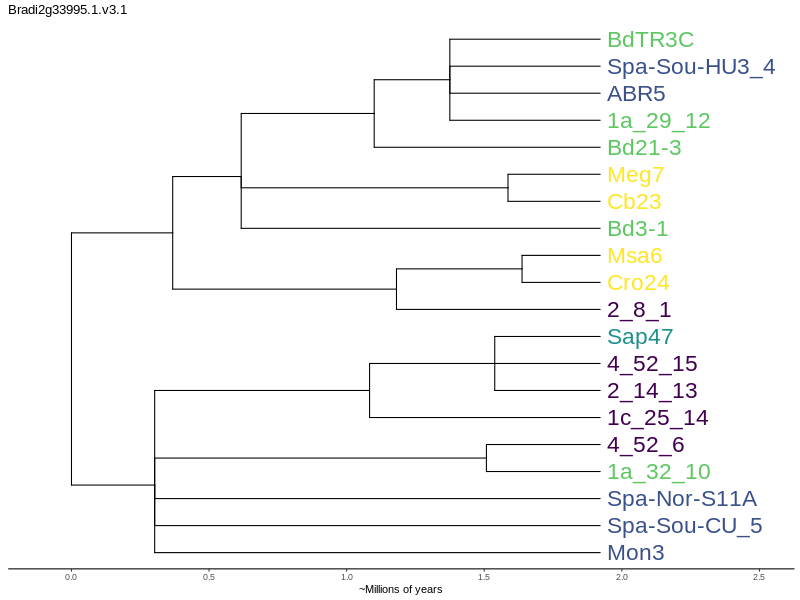 Bradi2g33995.1.v3.1
BdTR3C
Spa-Sou-HU3_4
ABR5
1a_29_12
Bd21-3
Meg7
Cb23
Bd3-1
Msa6
Cro24
2_8_1
Sap47
4_52_15
2_14_13
1c_25_14
4_52_6
1a_32_10
Spa-Nor-S11A
Spa-Sou-CU_5
Mon3
0.0 0.5 1.0 1.5 2.0 2.5
~Millions of years